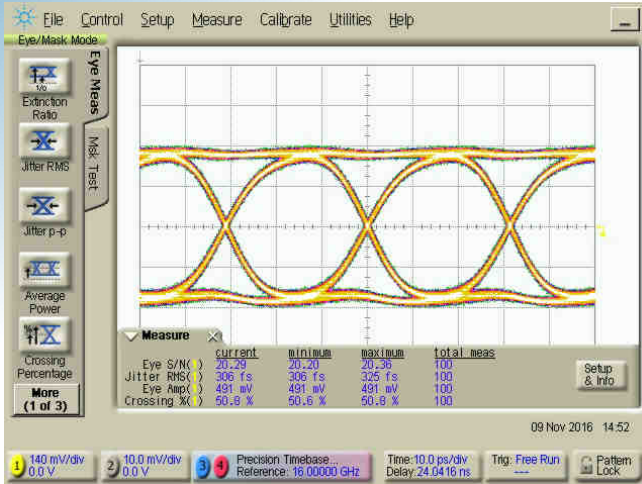 File Control Setup Measure Calibrate Utilities Help
Eye/Mask Mode
Eye Meas
Msk Test
1/0
Extinction
Ratio
Jitter RMS
Jitter p-p
Average
Power
%
Crossing
Percentage
More
(1 of 3)
Measure
current minimum maximum total meas
Eye S/N( ) 20.29 20.20 20.36 100
Jitter RMS( ) 306 fs 306 fs 325 fs 100
Eye Amp( ) 491 mV 491 mV 491 mV 100
Crossing %( ) 50.8 % 50.6 % 50.8 % 100
Setup
& Info
09 Nov 2016 14:52
1 140 mV/div
0.0 V
2 10.0 mV/div
0.0 V
3 4 Precision Timebase...
Reference: 16.00000 GHz
Time:10.0 ps/div
Delay:24.0416 ns
Trig: Free Run
---
Pattern
Lock